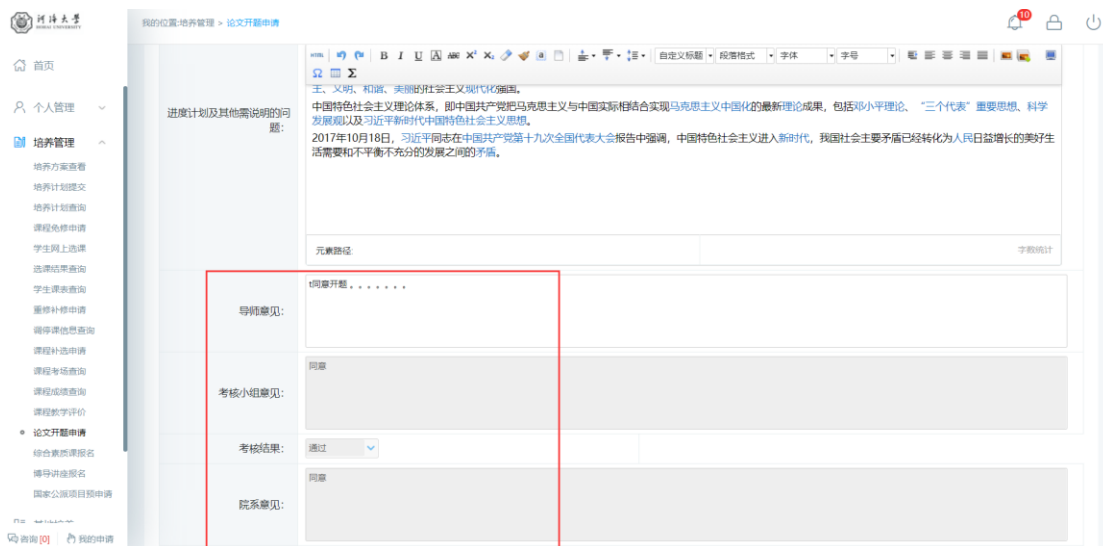 河海大学
HOHAI UNIVERSITY
我的位置:培养管理 > 论文开题申请
10
首页
个人管理
培养管理
培养方案查看
培养计划提交
培养计划查询
课程免修申请
学生网上选课
选课结果查询
学生课表查询
重修补修申请
调停课信息查询
课程补选申请
课程考场查询
课程成绩查询
课程教学评价
论文开题申请
综合素质课报名
博导讲座报名
国家公派项目预申请
咨询 [0]
我的申请
HTML B I U A ABC X² X₂ a 自定义标题 段落格式 字体 字号
Ω Σ
进度计划及其他需说明的问题:
主、文明、和谐、美丽的社会主义现代化强国。
中国特色社会主义理论体系，即中国共产党把马克思主义与中国实际相结合实现马克思主义中国化的最新理论成果，包括邓小平理论、“三个代表”重要思想、科学
发展观以及习近平新时代中国特色社会主义思想。
2017年10月18日，习近平同志在中国共产党第十九次全国代表大会报告中强调，中国特色社会主义进入新时代，我国社会主要矛盾已经转化为人民日益增长的美好生
活需要和不平衡不充分的发展之间的矛盾。
元素路径:
字数统计
导师意见:
t同意开题。。。。。。。
考核小组意见:
同意
考核结果:
通过
院系意见:
同意